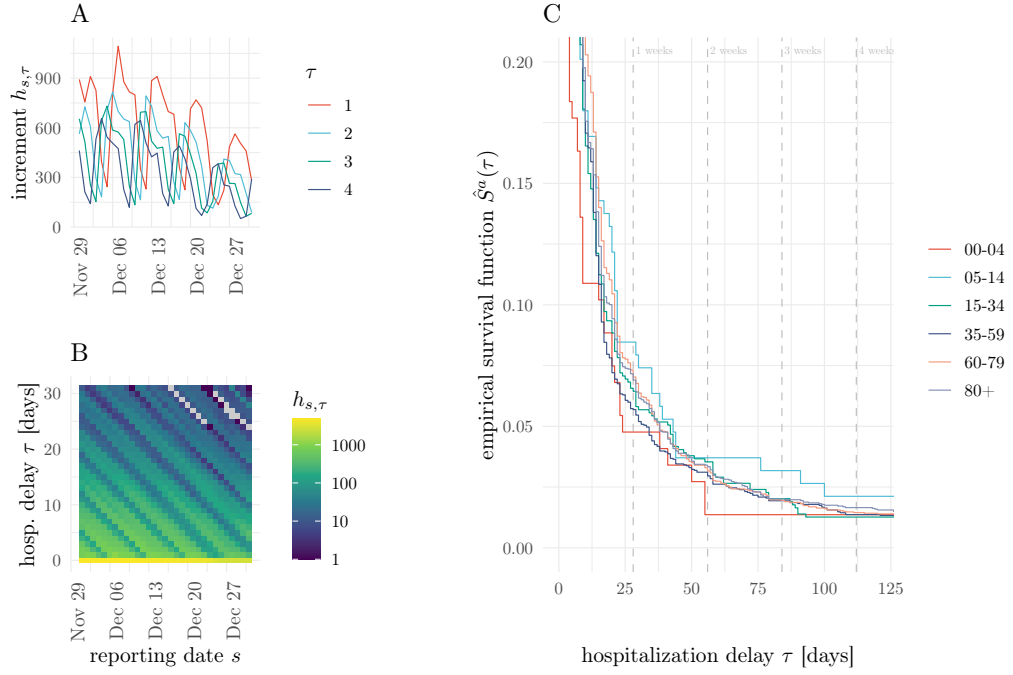 A
increment h_{s,τ}
900
600
300
0
Nov 29
Dec 06
Dec 13
Dec 20
Dec 27
τ
1
2
3
4
B
hosp. delay τ [days]
30
20
10
0
Nov 29
Dec 06
Dec 13
Dec 20
Dec 27
reporting date s
h_{s,τ}
1000
100
10
1
C
empirical survival function Ŝ^a(τ)
0.20
0.15
0.10
0.05
0.00
1 weeks
2 weeks
3 weeks
4 weeks
0
25
50
75
100
125
hospitalization delay τ [days]
00-04
05-14
15-34
35-59
60-79
80+